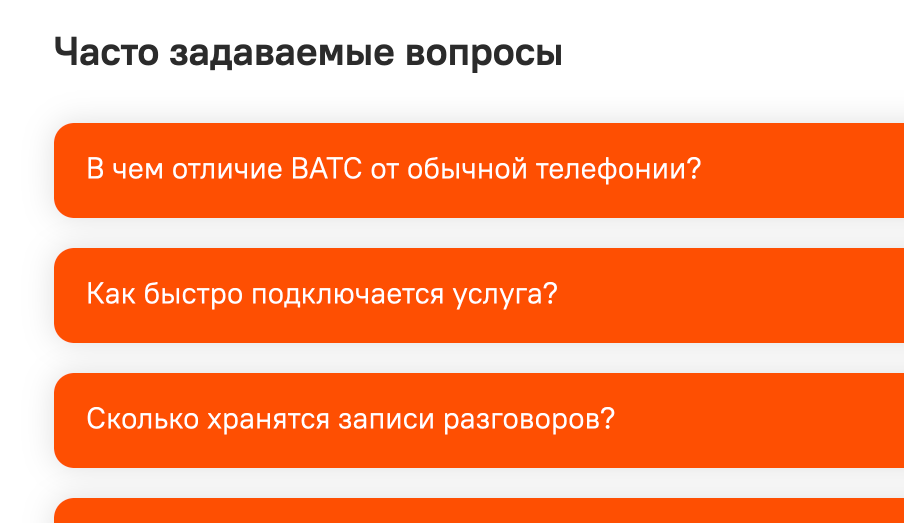 Часто задаваемые вопросы
В чем отличие ВАТС от обычной телефонии?
Как быстро подключается услуга?
Сколько хранятся записи разговоров?